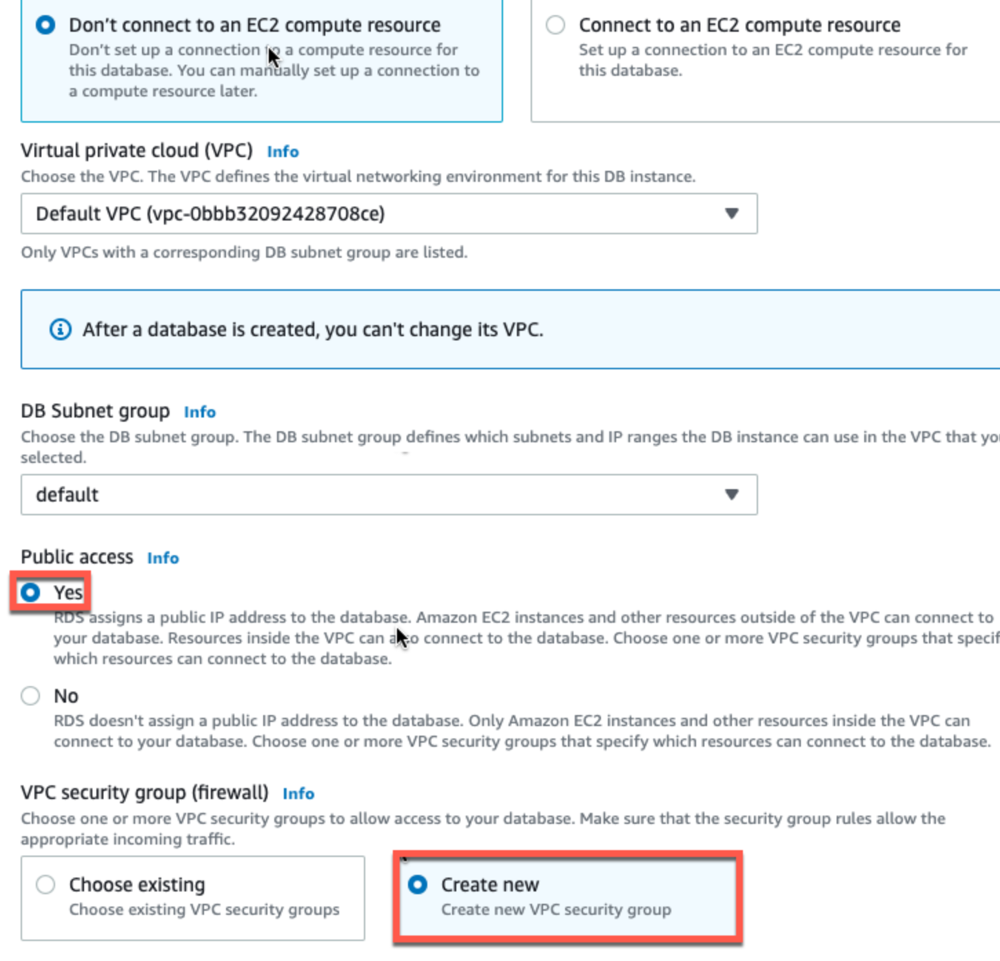 Don't connect to an EC2 compute resource
Don't set up a connection to a compute resource for
this database. You can manually set up a connection to
a compute resource later.
Connect to an EC2 compute resource
Set up a connection to an EC2 compute resource for
this database.
Virtual private cloud (VPC) Info
Choose the VPC. The VPC defines the virtual networking environment for this DB instance.
Default VPC (vpc-0bbb32092428708ce)
Only VPCs with a corresponding DB subnet group are listed.
After a database is created, you can't change its VPC.
DB Subnet group Info
Choose the DB subnet group. The DB subnet group defines which subnets and IP ranges the DB instance can use in the VPC that you
selected.
default
Public access Info
Yes
RDS assigns a public IP address to the database. Amazon EC2 instances and other resources outside of the VPC can connect to
your database. Resources inside the VPC can also connect to the database. Choose one or more VPC security groups that specif
which resources can connect to the database.
No
RDS doesn't assign a public IP address to the database. Only Amazon EC2 instances and other resources inside the VPC can
connect to your database. Choose one or more VPC security groups that specify which resources can connect to the database.
VPC security group (firewall) Info
Choose one or more VPC security groups to allow access to your database. Make sure that the security group rules allow the
appropriate incoming traffic.
Choose existing
Choose existing VPC security groups
Create new
Create new VPC security group